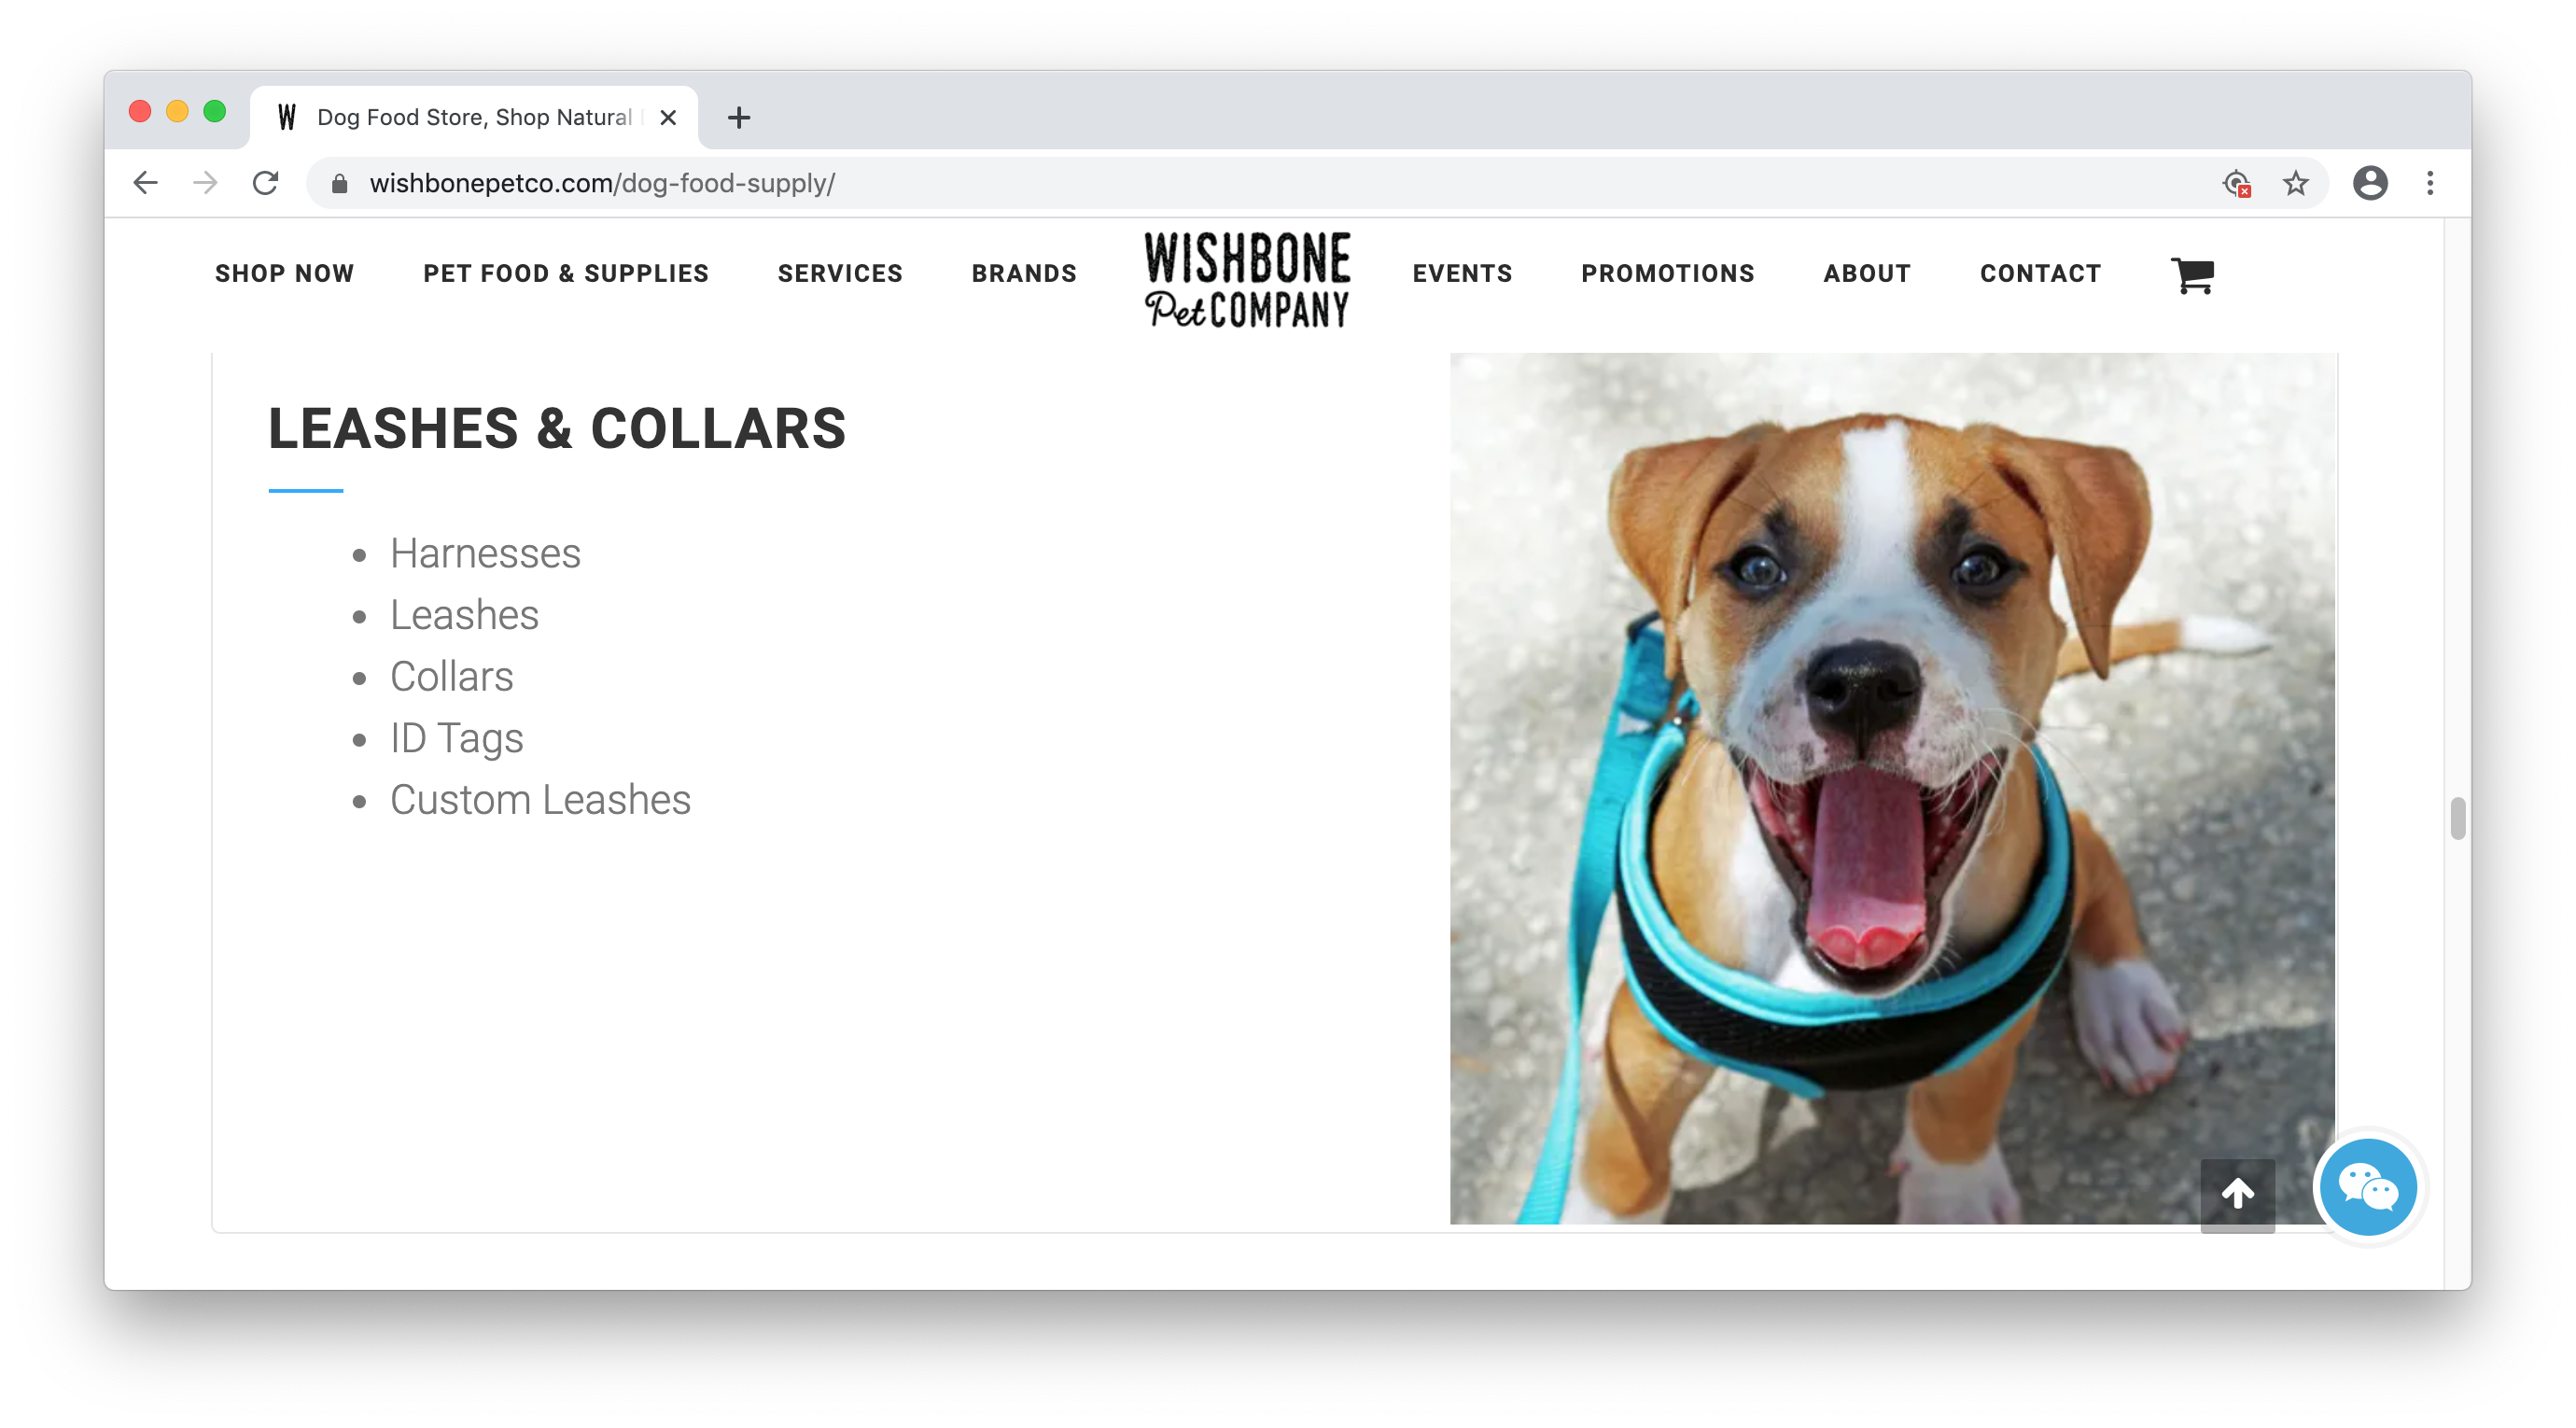 W
Dog Food Store, Shop Natural
wishbonepetco.com/dog-food-supply/
SHOP NOW
PET FOOD & SUPPLIES
SERVICES
BRANDS
WISHBONE
Pet COMPANY
EVENTS
PROMOTIONS
ABOUT
CONTACT
LEASHES & COLLARS
• Harnesses
• Leashes
• Collars
• ID Tags
• Custom Leashes